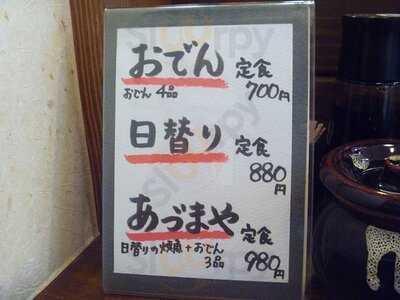 おでん 定食
おでん4品 700円
日替り 定食
880円
あづまや 定食
日替りの焼魚+おでん
3品 980円